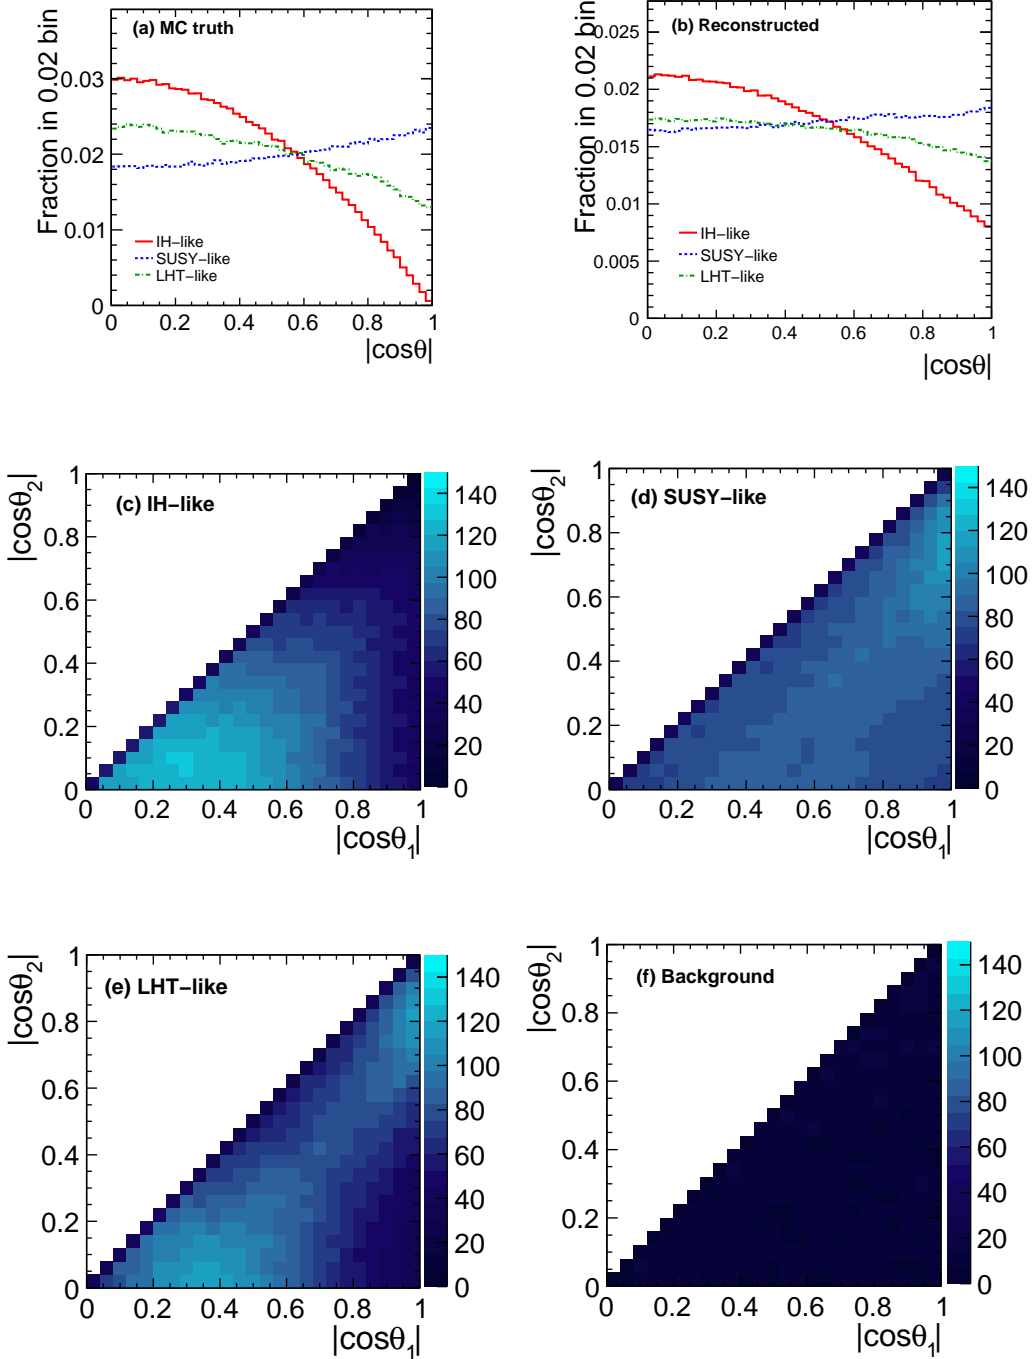 (a) MC truth
Fraction in 0.02 bin
0.03
0.02
0.01
0
IH−like
SUSY−like
LHT−like
0 0.2 0.4 0.6 0.8 1
|cosθ|
(b) Reconstructed
Fraction in 0.02 bin
0.025
0.02
0.015
0.01
0.005
0
IH−like
SUSY−like
LHT−like
0 0.2 0.4 0.6 0.8 1
|cosθ|
(c) IH−like
|cosθ2|
1
0.8
0.6
0.4
0.2
0
0 0.2 0.4 0.6 0.8 1
|cosθ1|
140
120
100
80
60
40
20
0
(d) SUSY−like
|cosθ2|
1
0.8
0.6
0.4
0.2
0
0 0.2 0.4 0.6 0.8 1
|cosθ1|
140
120
100
80
60
40
20
0
(e) LHT−like
|cosθ2|
1
0.8
0.6
0.4
0.2
0
0 0.2 0.4 0.6 0.8 1
|cosθ1|
140
120
100
80
60
40
20
0
(f) Background
|cosθ2|
1
0.8
0.6
0.4
0.2
0
0 0.2 0.4 0.6 0.8 1
|cosθ1|
140
120
100
80
60
40
20
0